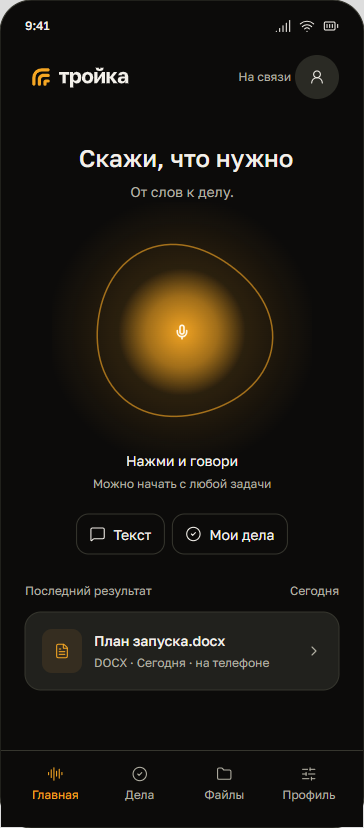 9:41
тройка
На связи
Скажи, что нужно
От слов к делу.
Нажми и говори
Можно начать с любой задачи
Текст
Мои дела
Последний результат
Сегодня
План запуска.docx
DOCX · Сегодня · на телефоне
Главная
Дела
Файлы
Профиль